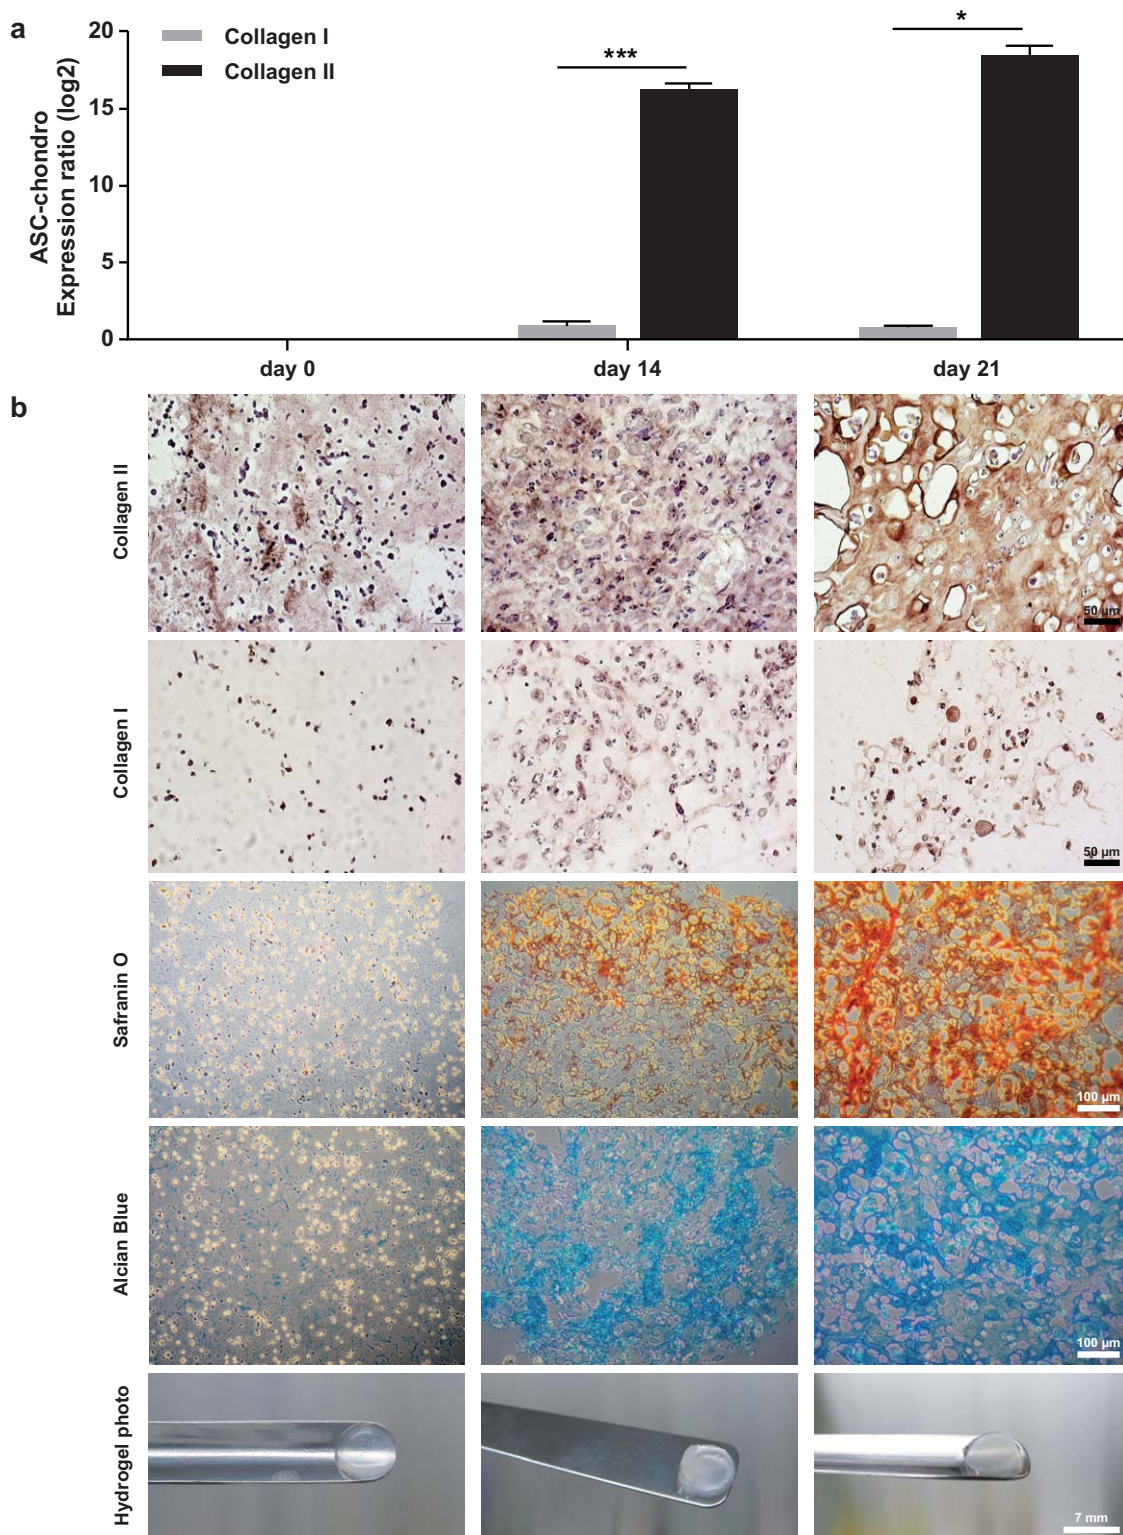 a
20
15
10
5
0
ASC-chondro
Expression ratio (log2)
Collagen I
Collagen II
***
*
day 0
day 14
day 21
b
Collagen II
50 µm
Collagen I
50 µm
Safranin O
100 µm
Alcian Blue
100 µm
Hydrogel photo
7 mm